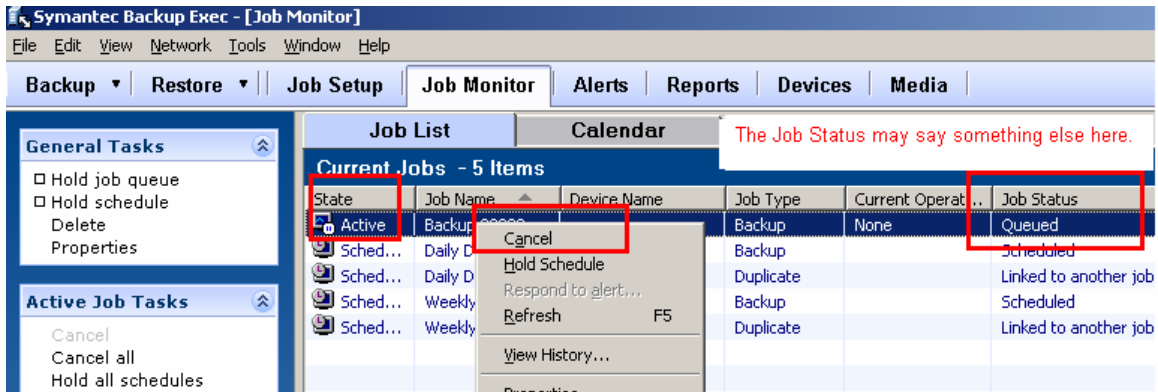 Symantec Backup Exec - [Job Monitor]
File Edit View Network Tools Window Help
Backup Restore Job Setup Job Monitor Alerts Reports Devices Media
Job List Calendar
The Job Status may say something else here.
General Tasks
Hold job queue
Hold schedule
Delete
Properties
Active Job Tasks
Cancel
Cancel all
Hold all schedules
Current Jobs - 5 Items
State Job Name Device Name Job Type Current Operat... Job Status
Active Backup Backup None Queued
Sched... Daily D Backup Scheduled
Sched... Daily D Duplicate Linked to another job
Sched... Weekly Backup Scheduled
Sched... Weekly Duplicate Linked to another job
Cancel
Hold Schedule
Respond to alert...
Refresh F5
View History...
Properties